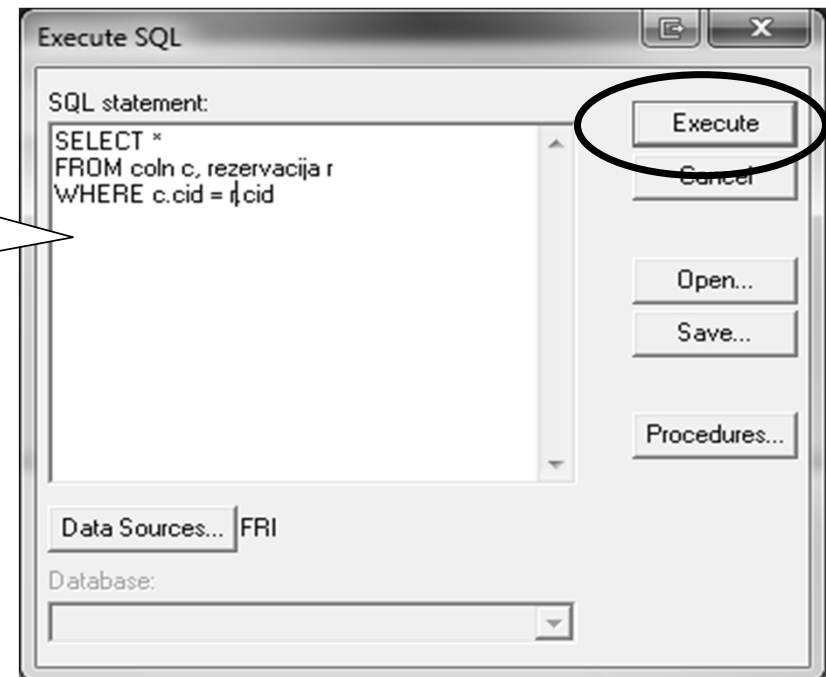 Execute SQL
SQL statement:
SELECT *
FROM coln c, rezervacija r
WHERE c.cid = r.cid
Execute
Cancel
Open...
Save...
Procedures...
Data Sources... FRI
Database: